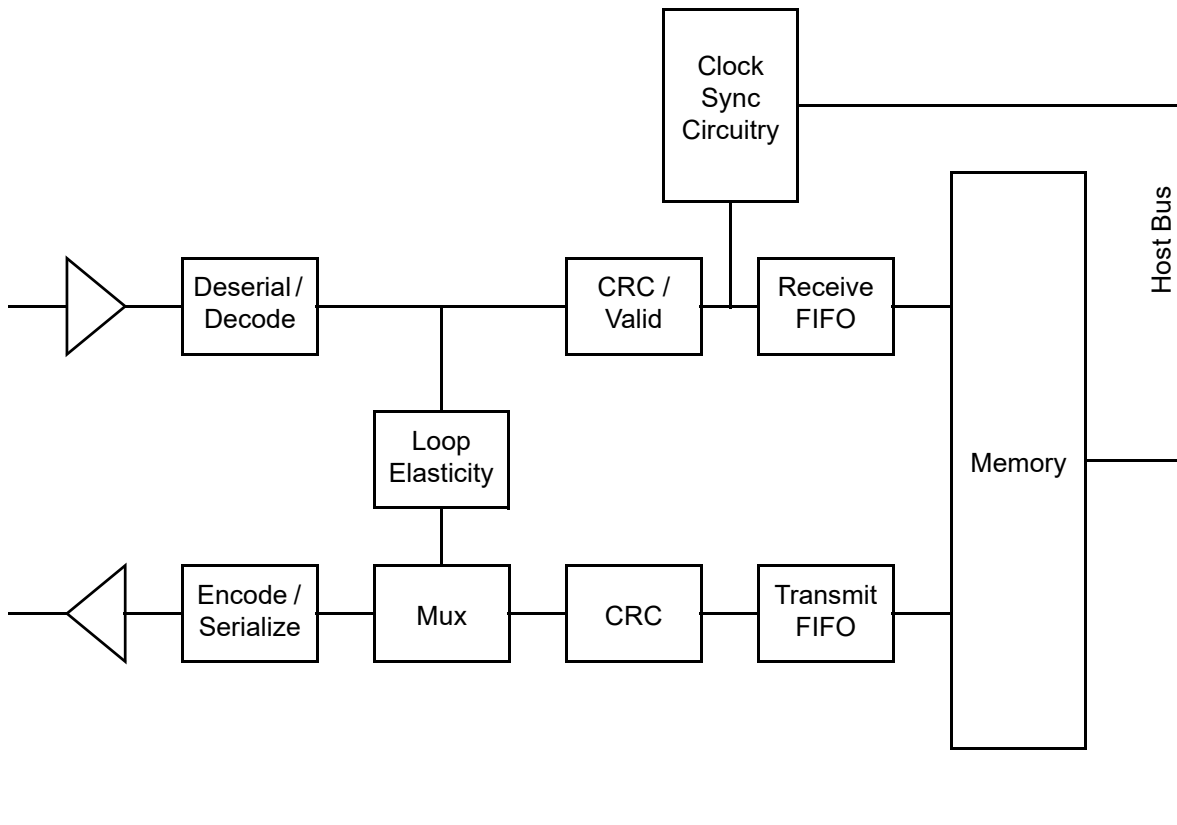 Clock
Sync
Circuitry
Host Bus
Deserial /
Decode
CRC /
Valid
Receive
FIFO
Loop
Elasticity
Memory
Encode /
Serialize
Mux
CRC
Transmit
FIFO